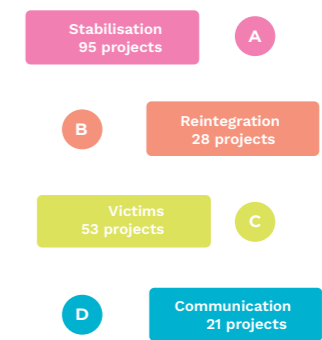 Stabilisation
95 projects
A
B
Reintegration
28 projects
Victims
53 projects
C
D
Communication
21 projects